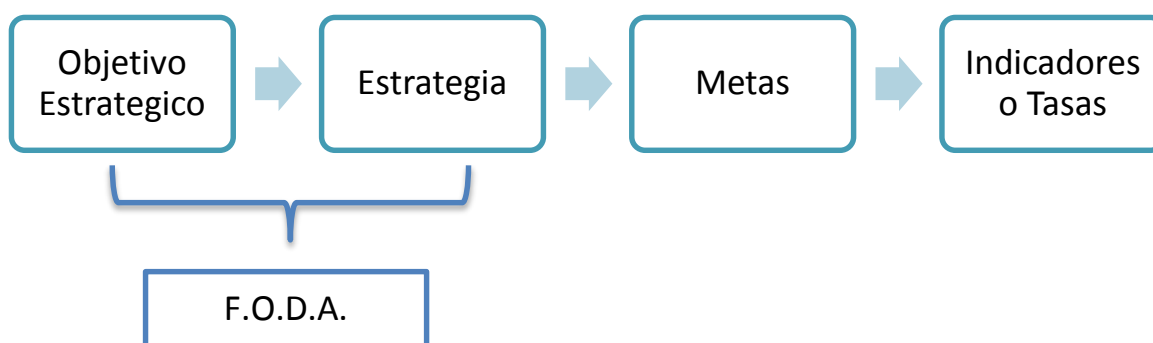 Objetivo
Estrategico
Estrategia
Metas
Indicadores
o Tasas
F.O.D.A.